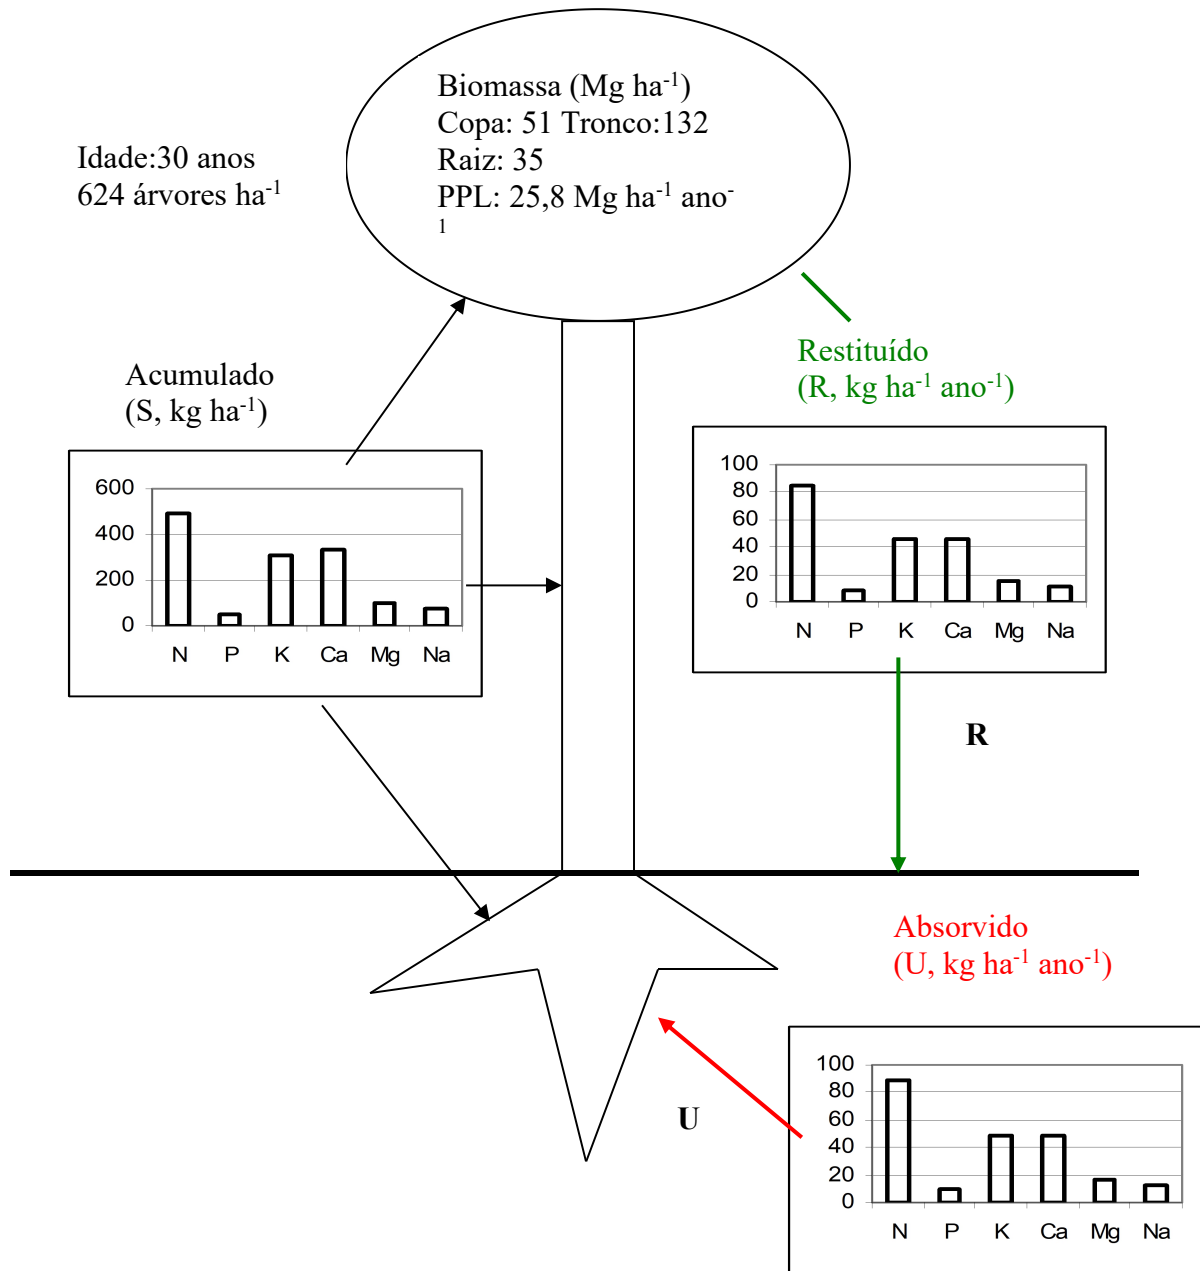 Biomassa (Mg ha⁻¹)
Copa: 51 Tronco:132
Raiz: 35
PPL: 25,8 Mg ha⁻¹ ano⁻
¹
Idade:30 anos
624 árvores ha⁻¹
Restituído
(R, kg ha⁻¹ ano⁻¹)
Acumulado
(S, kg ha⁻¹)
600
400
200
0
N P K Ca Mg Na
100
80
60
40
20
0
N P K Ca Mg Na
R
Absorvido
(U, kg ha⁻¹ ano⁻¹)
U
100
80
60
40
20
0
N P K Ca Mg Na